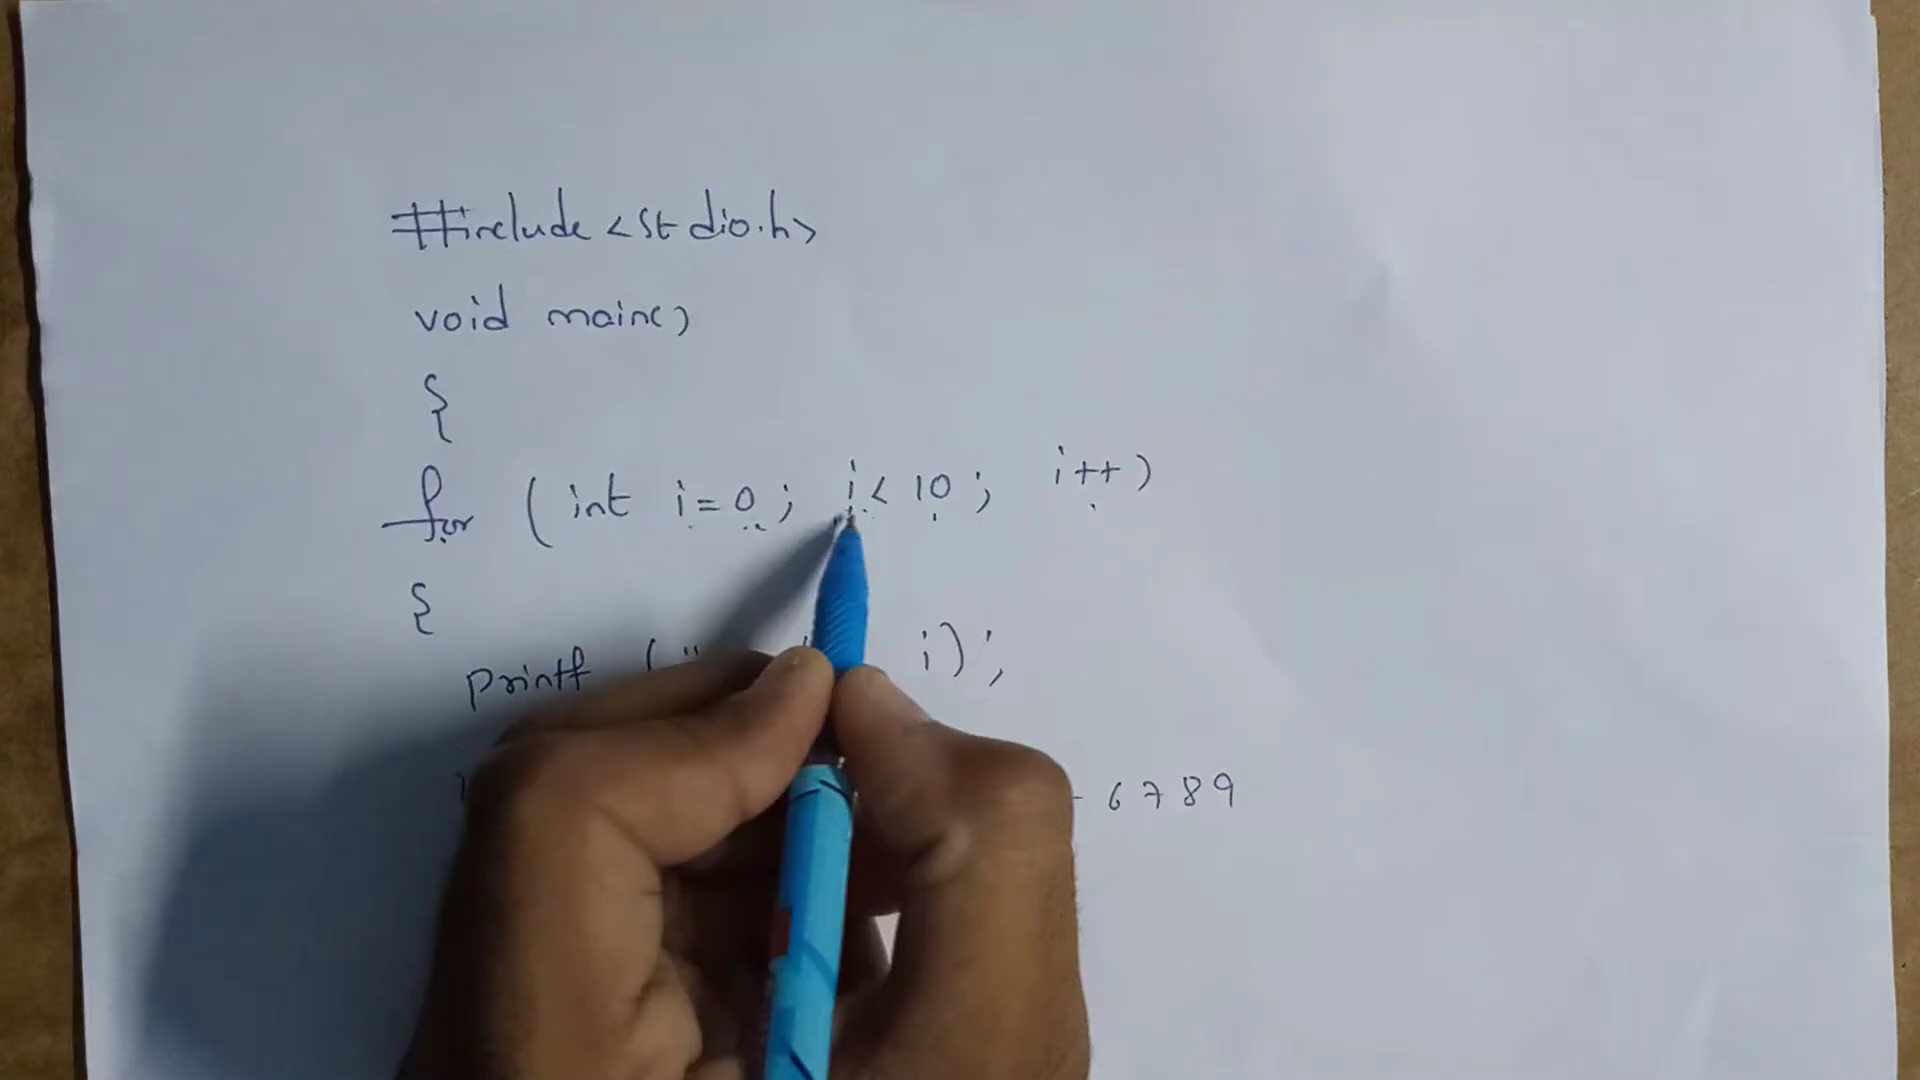 #include <stdio.h>
void main()
{
for (int i=0; i< 10; i++)
{
printf (" i);
6 7 8 9